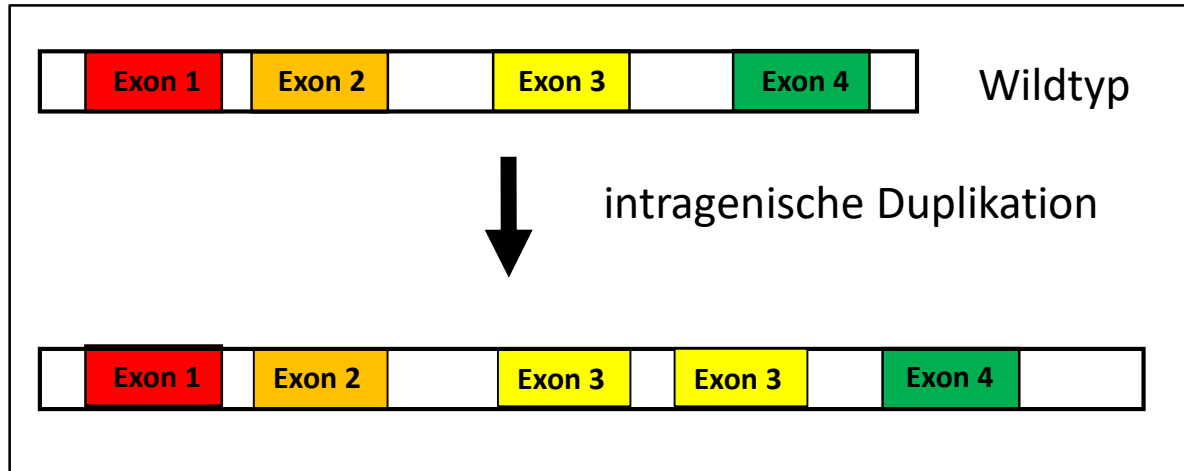 Exon 1 Exon 2 Exon 3 Exon 4 Wildtyp
intragenische Duplikation
Exon 1 Exon 2 Exon 3 Exon 3 Exon 4